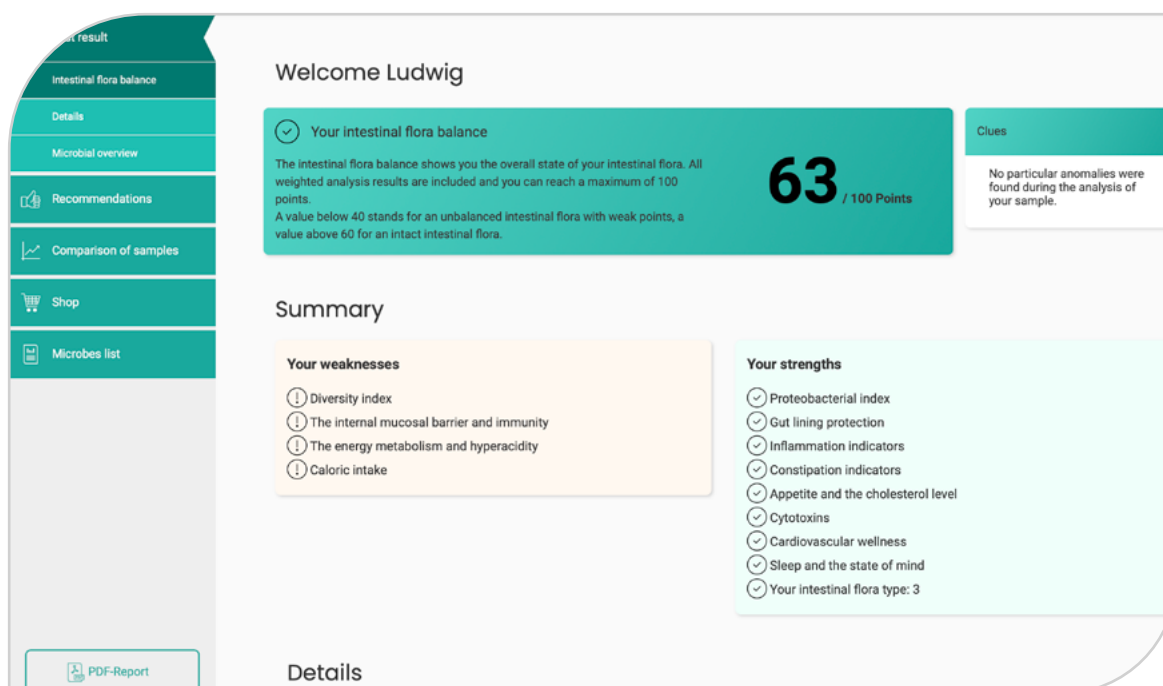 result
Intestinal flora balance
Details
Microbial overview
Recommendations
Comparison of samples
Shop
Microbes list
PDF-Report
Welcome Ludwig
Your intestinal flora balance
The intestinal flora balance shows you the overall state of your intestinal flora. All
weighted analysis results are included and you can reach a maximum of 100
points.
A value below 40 stands for an unbalanced intestinal flora with weak points, a
value above 60 for an intact intestinal flora.
63 / 100 Points
Clues
No particular anomalies were
found during the analysis of
your sample.
Summary
Your weaknesses
Diversity index
The internal mucosal barrier and immunity
The energy metabolism and hyperacidity
Caloric intake
Your strengths
Proteobacterial index
Gut lining protection
Inflammation indicators
Constipation indicators
Appetite and the cholesterol level
Cytotoxins
Cardiovascular wellness
Sleep and the state of mind
Your intestinal flora type: 3
Details